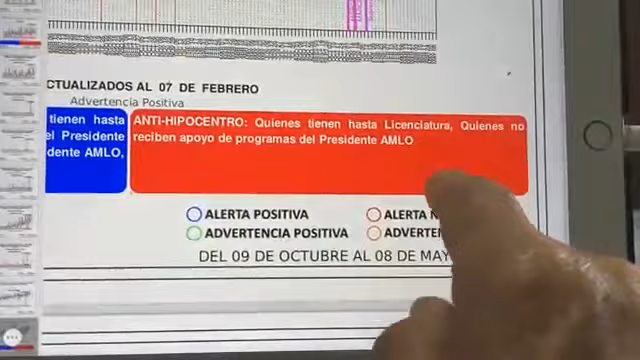 CTUALIZADOS AL 07 DE FEBRERO
Advertencia Positiva
tienen hasta
el Presidente
dente AMLO,
ANTI-HIPOCENTRO: Quienes tienen hasta Licenciatura, Quienes no
reciben apoyo de programas del Presidente AMLO
ALERTA POSITIVA
ALERTA N
ADVERTENCIA POSITIVA
ADVERTEN
DEL 09 DE OCTUBRE AL 08 DE MAY